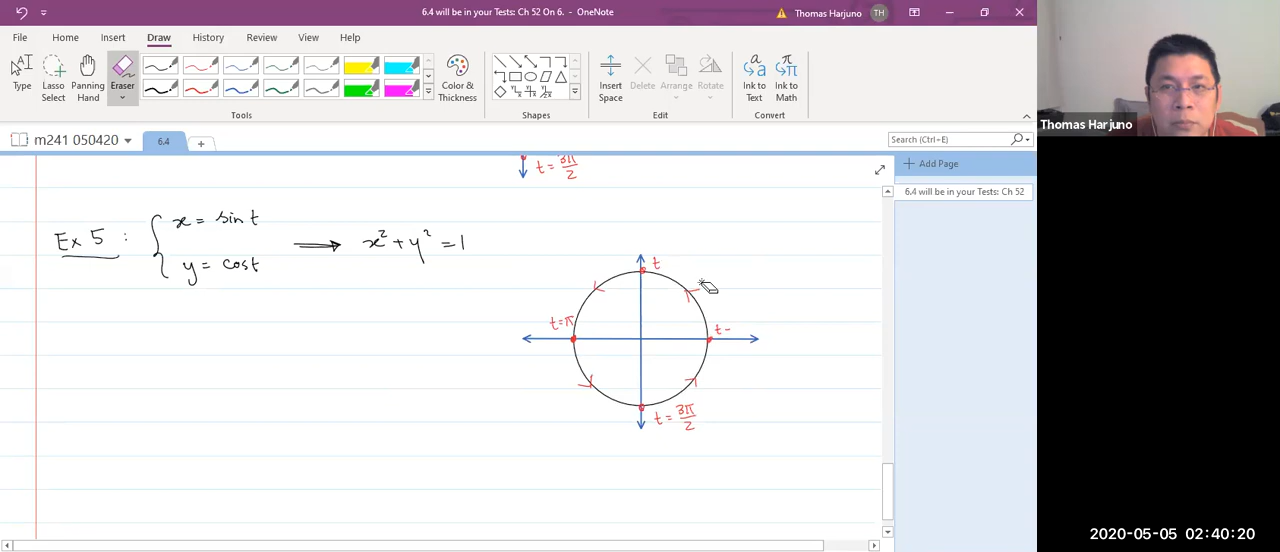 6.4 will be in your Tests: Ch 52 On 6. - OneNote
Thomas Harjuno
TH
File Home Insert Draw History Review View Help
Type
Lasso Select
Panning Hand
Eraser
Color & Thickness
Insert Space
Delete
Arrange
Rotate
Ink to Text
Ink to Math
Tools
Shapes
Edit
Convert
m241 050420
6.4
Search (Ctrl+E)
Add Page
6.4 will be in your Tests: Ch 52
t = 3π/2
Ex 5 : { x = sin t
y = cos t
⟹ x² + y² = 1
t
t = π
t -
t = 3π/2
Thomas Harjuno
2020-05-05 02:40:20